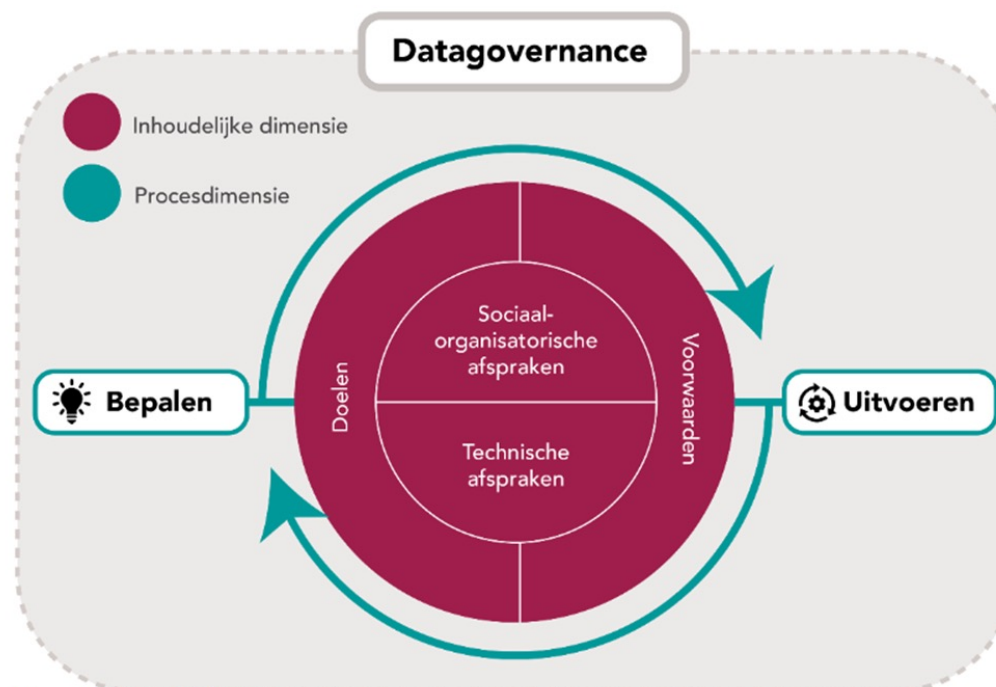 Datagovernance
Inhoudelijke dimensie
Procesdimensie
Sociaal-
organisatorische
afspraken
Doelen
Voorwaarden
Bepalen
Uitvoeren
Technische
afspraken